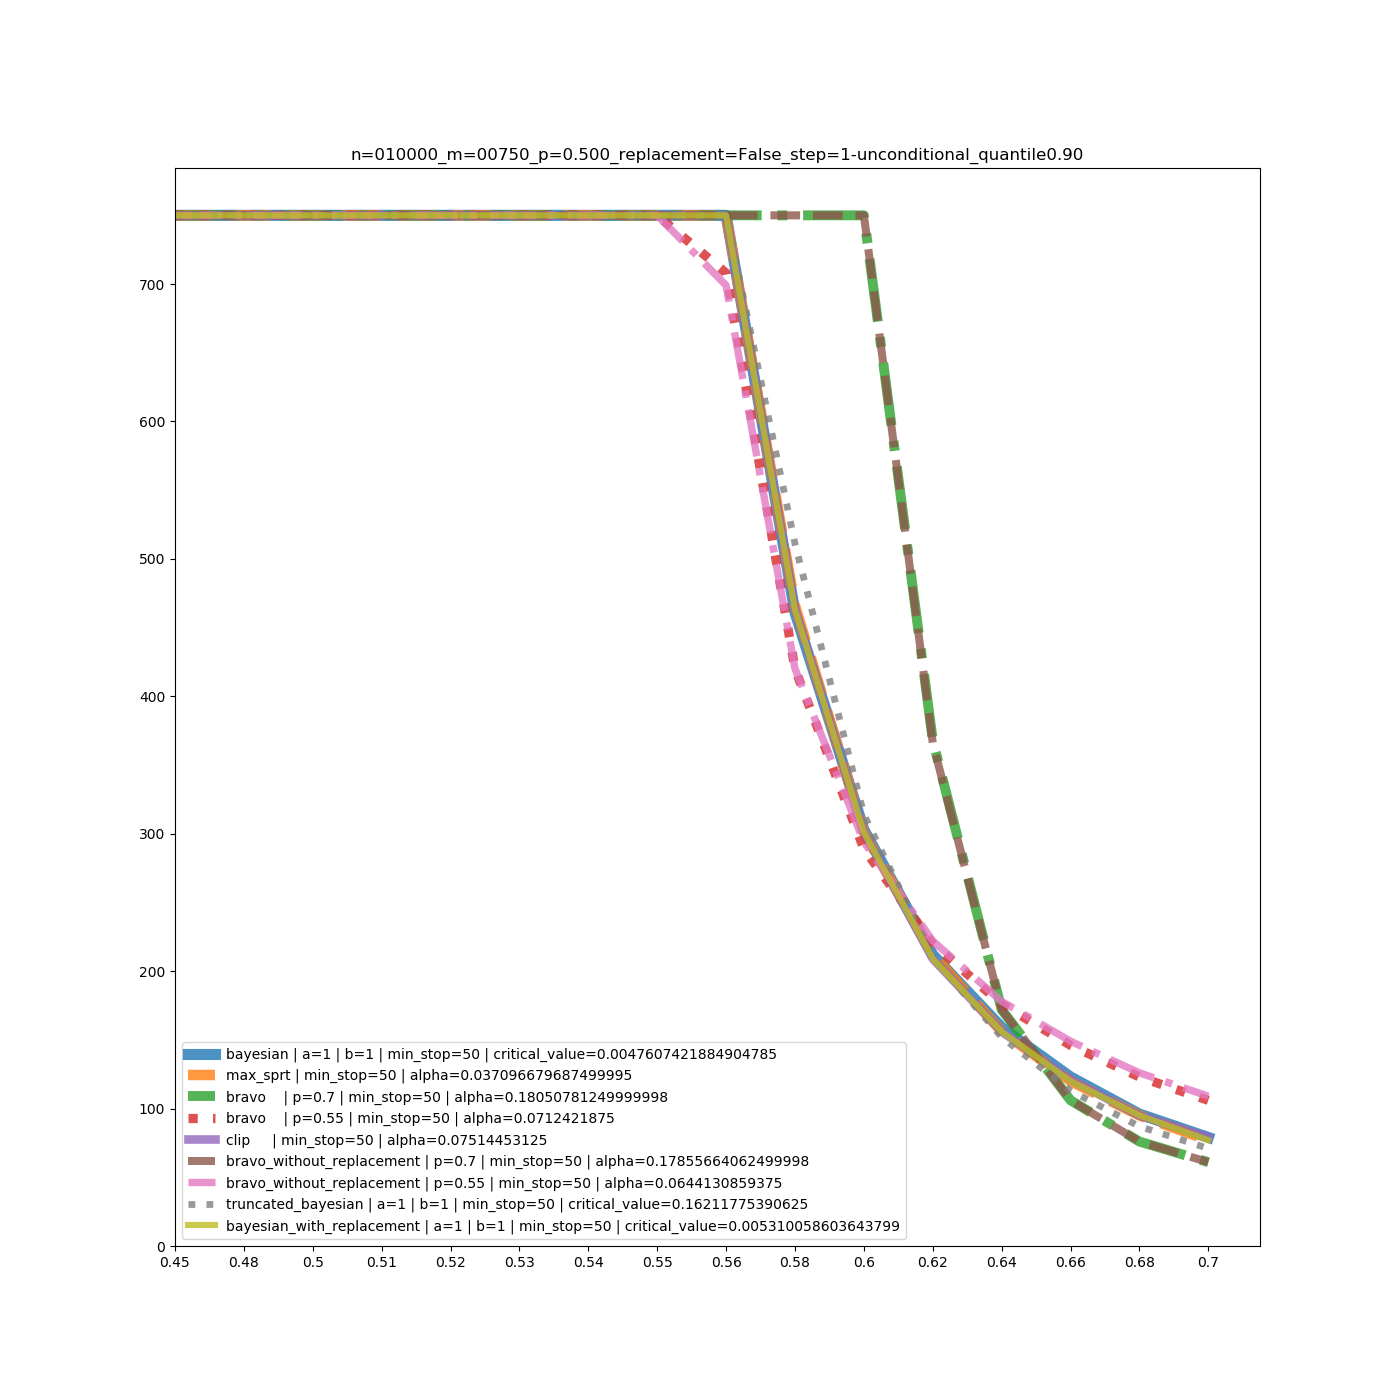 n=010000_m=00750_p=0.500_replacement=False_step=1-unconditional_quantile0.90
700
600
500
400
300
200
100
0
bayesian | a=1 | b=1 | min_stop=50 | critical_value=0.0047607421884904785
max_sprt | min_stop=50 | alpha=0.037096679687499995
bravo    | p=0.7 | min_stop=50 | alpha=0.18050781249999998
bravo    | p=0.55 | min_stop=50 | alpha=0.0712421875
clip     | min_stop=50 | alpha=0.07514453125
bravo_without_replacement | p=0.7 | min_stop=50 | alpha=0.17855664062499998
bravo_without_replacement | p=0.55 | min_stop=50 | alpha=0.0644130859375
truncated_bayesian | a=1 | b=1 | min_stop=50 | critical_value=0.16211775390625
bayesian_with_replacement | a=1 | b=1 | min_stop=50 | critical_value=0.005310058603643799
0.45 0.48 0.5 0.51 0.52 0.53 0.54 0.55 0.56 0.58 0.6 0.62 0.64 0.66 0.68 0.7